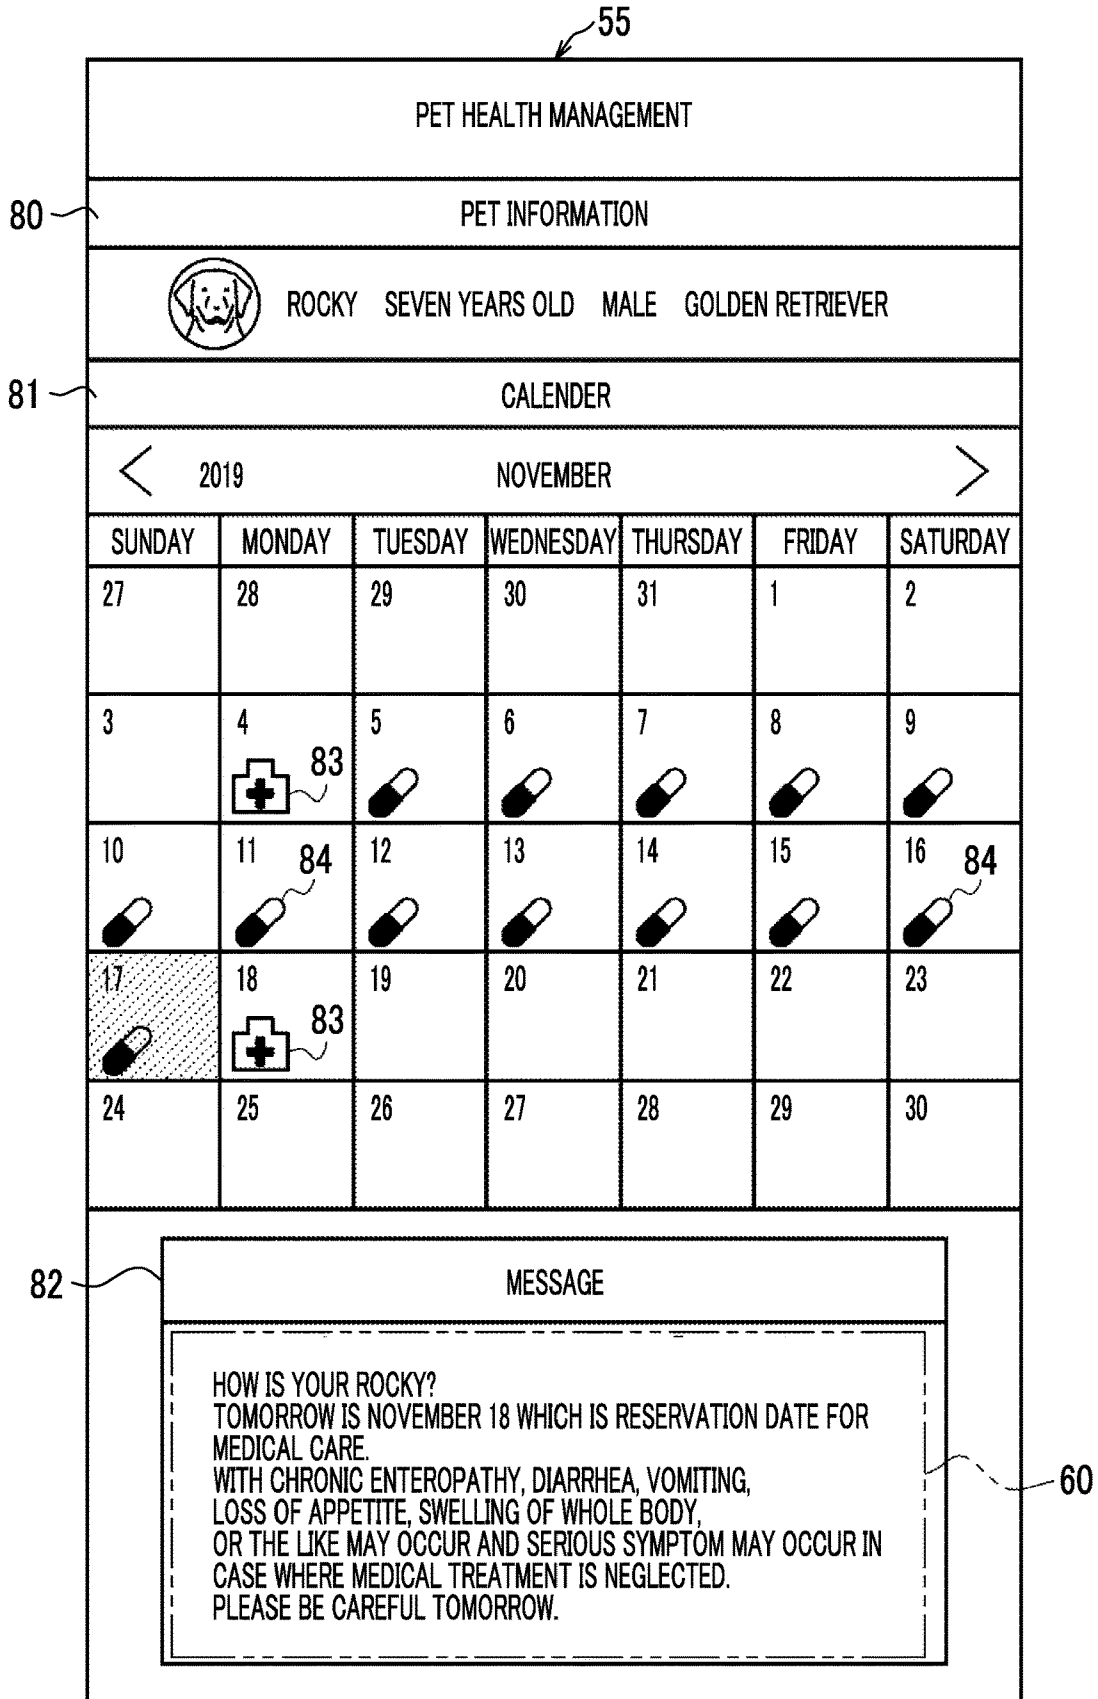 55
PET HEALTH MANAGEMENT
80
PET INFORMATION
ROCKY SEVEN YEARS OLD MALE GOLDEN RETRIEVER
81
CALENDER
2019 NOVEMBER
SUNDAY MONDAY TUESDAY WEDNESDAY THURSDAY FRIDAY SATURDAY
27 28 29 30 31 1 2
3 4 5 6 7 8 9
83
10 11 12 13 14 15 16
84 84
17 18 19 20 21 22 23
83
24 25 26 27 28 29 30
82
MESSAGE
HOW IS YOUR ROCKY?
TOMORROW IS NOVEMBER 18 WHICH IS RESERVATION DATE FOR
MEDICAL CARE.
WITH CHRONIC ENTEROPATHY, DIARRHEA, VOMITING,
LOSS OF APPETITE, SWELLING OF WHOLE BODY,
OR THE LIKE MAY OCCUR AND SERIOUS SYMPTOM MAY OCCUR IN
CASE WHERE MEDICAL TREATMENT IS NEGLECTED.
PLEASE BE CAREFUL TOMORROW.
60